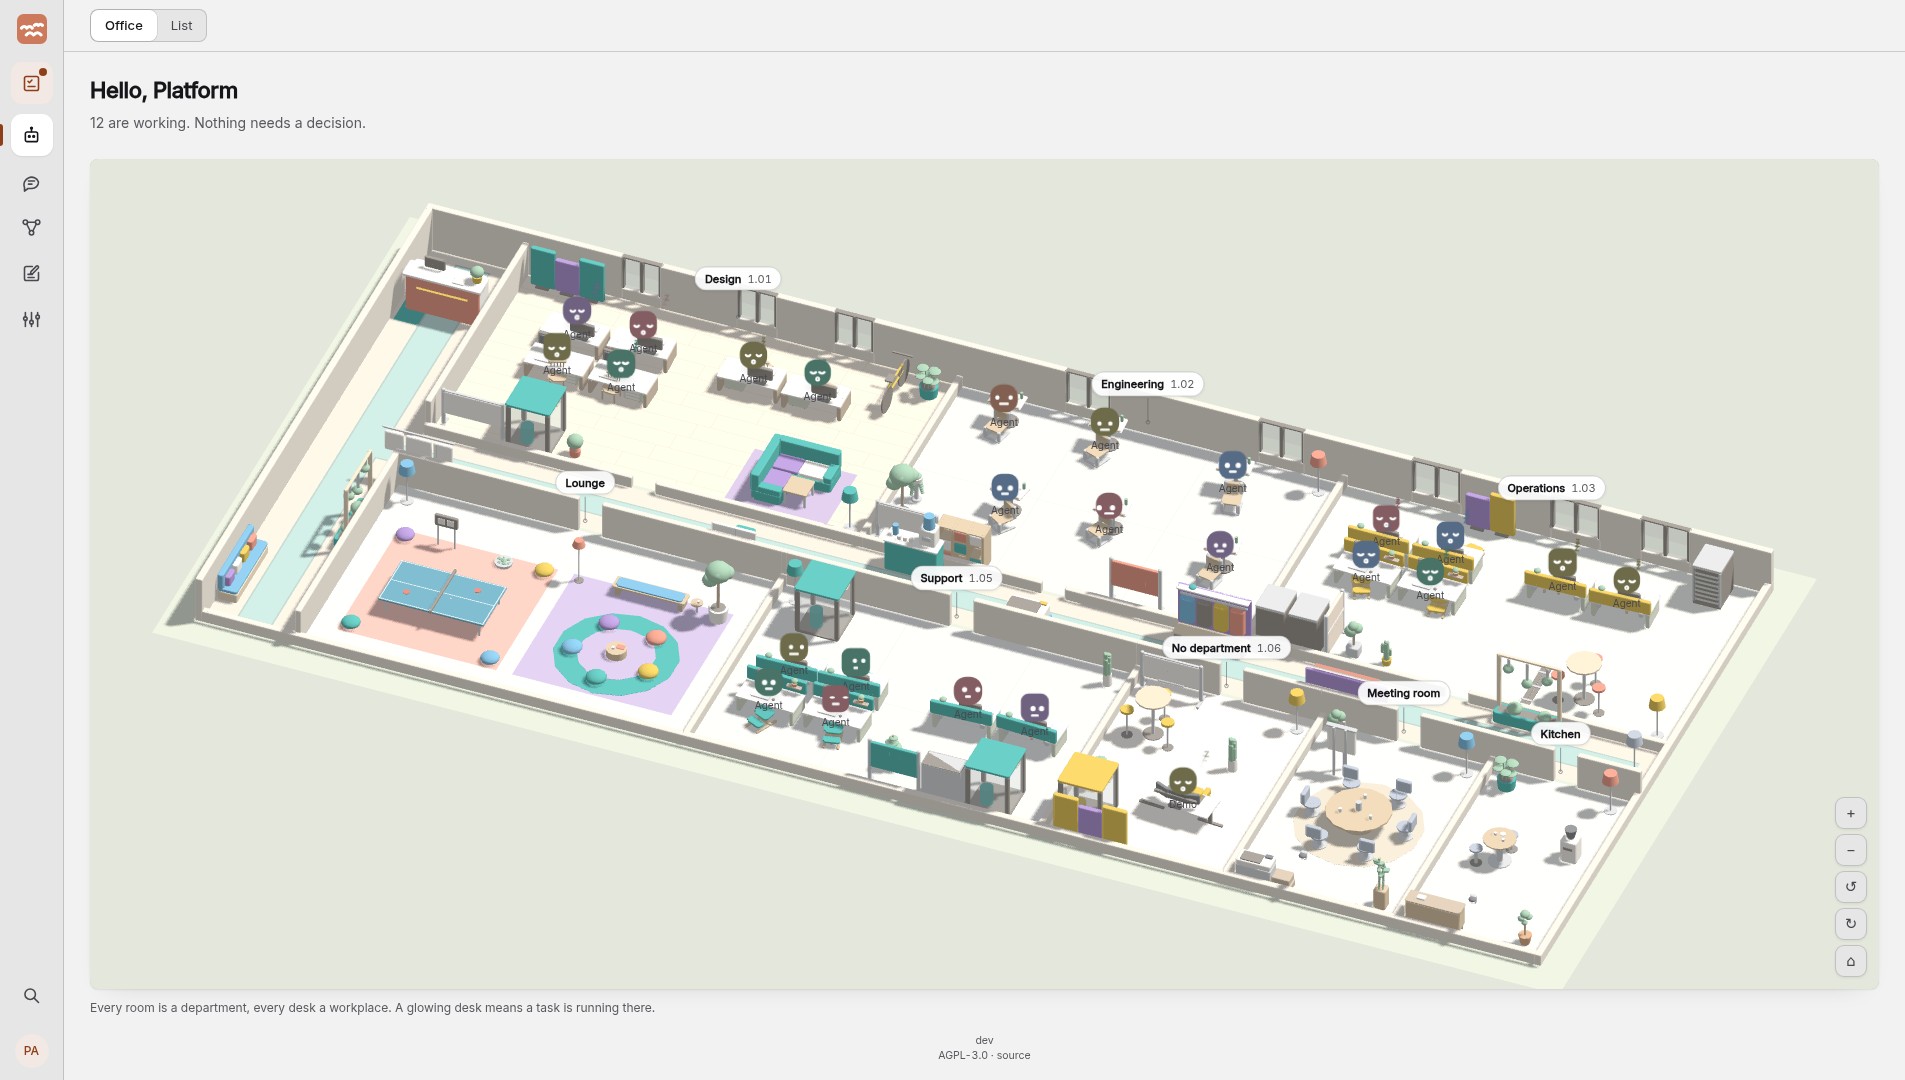 Office
List
Hello, Platform
12 are working. Nothing needs a decision.
Design 1.01
Agent
Agent
Agent
Agent
Agent
Agent
Engineering 1.02
Agent
Agent
Agent
Agent
Agent
Agent
Lounge
Operations 1.03
Agent
Agent
Agent
Agent
Agent
Agent
Support 1.05
Agent
Agent
Agent
Agent
Agent
Agent
No department 1.06
Demo
z
Meeting room
Kitchen
+
−
↺
↻
⌂
Every room is a department, every desk a workplace. A glowing desk means a task is running there.
PA
dev
AGPL-3.0 · source